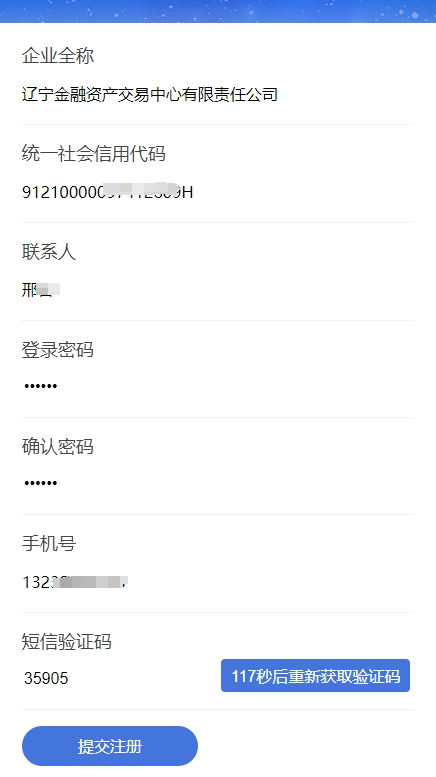 企业全称
辽宁金融资产交易中心有限责任公司
统一社会信用代码
联系人
邢
登录密码
••••••
确认密码
••••••
手机号
短信验证码
35905
117秒后重新获取验证码
提交注册